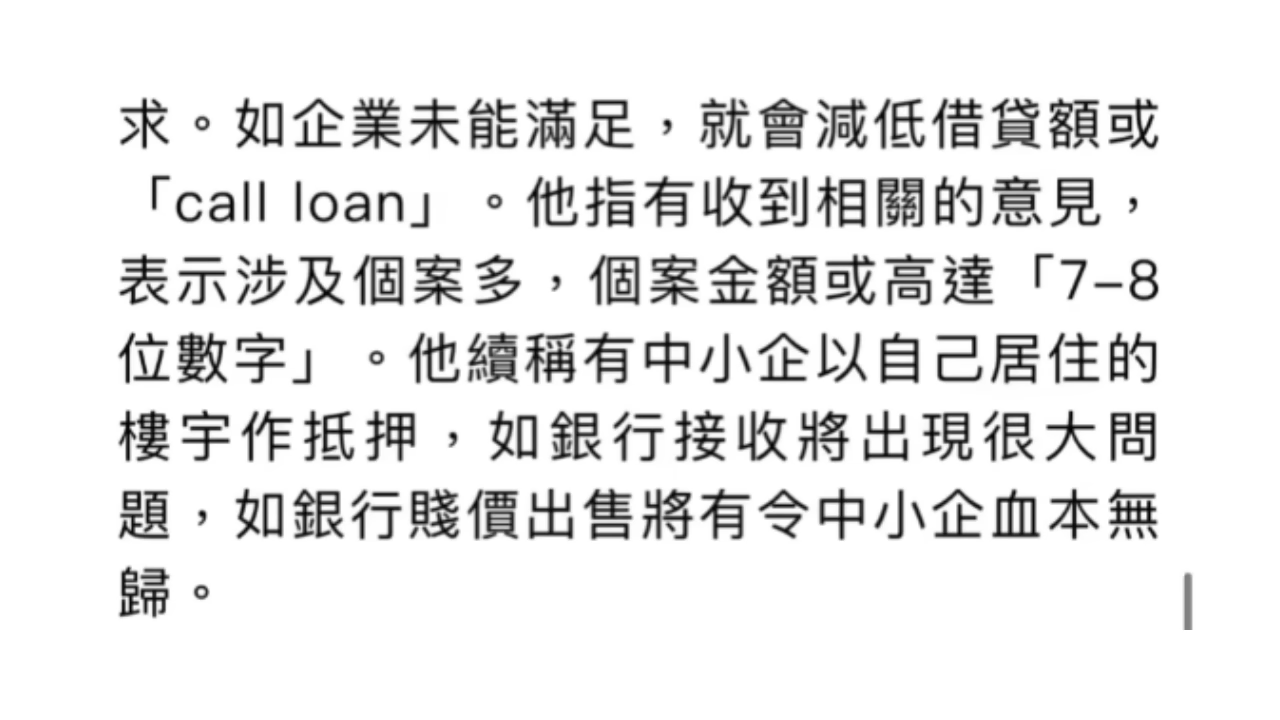 求。如企業未能滿足，就會減低借貸額或
「call loan」。他指有收到相關的意見，
表示涉及個案多，個案金額或高達「7–8
位數字」。他續稱有中小企以自己居住的
樓宇作抵押，如銀行接收將出現很大問
題，如銀行賤價出售將有令中小企血本無
歸。